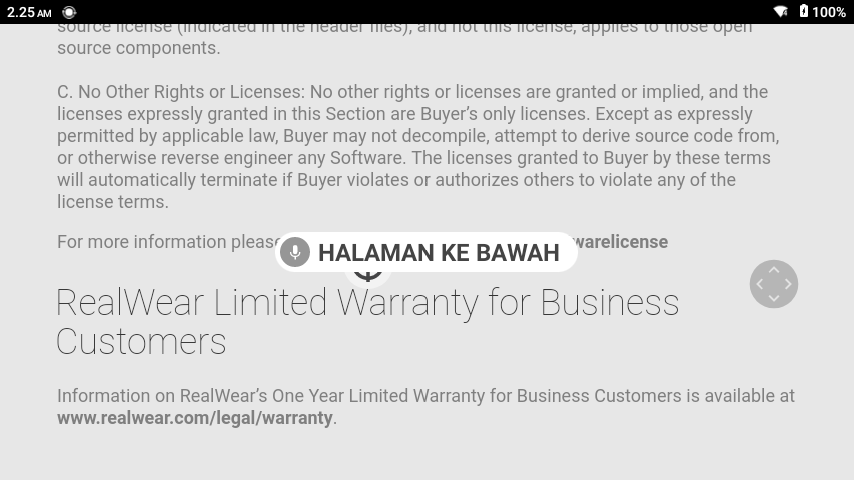 2.25 AM
100%
source license (indicated in the header files), and not this license, applies to those open
source components.
C. No Other Rights or Licenses: No other rights or licenses are granted or implied, and the
licenses expressly granted in this Section are Buyer’s only licenses. Except as expressly
permitted by applicable law, Buyer may not decompile, attempt to derive source code from,
or otherwise reverse engineer any Software. The licenses granted to Buyer by these terms
will automatically terminate if Buyer violates or authorizes others to violate any of the
license terms.
For more information
HALAMAN KE BAWAH
RealWear Limited Warranty for Business
Customers
Information on RealWear’s One Year Limited Warranty for Business Customers is available at
www.realwear.com/legal/warranty.